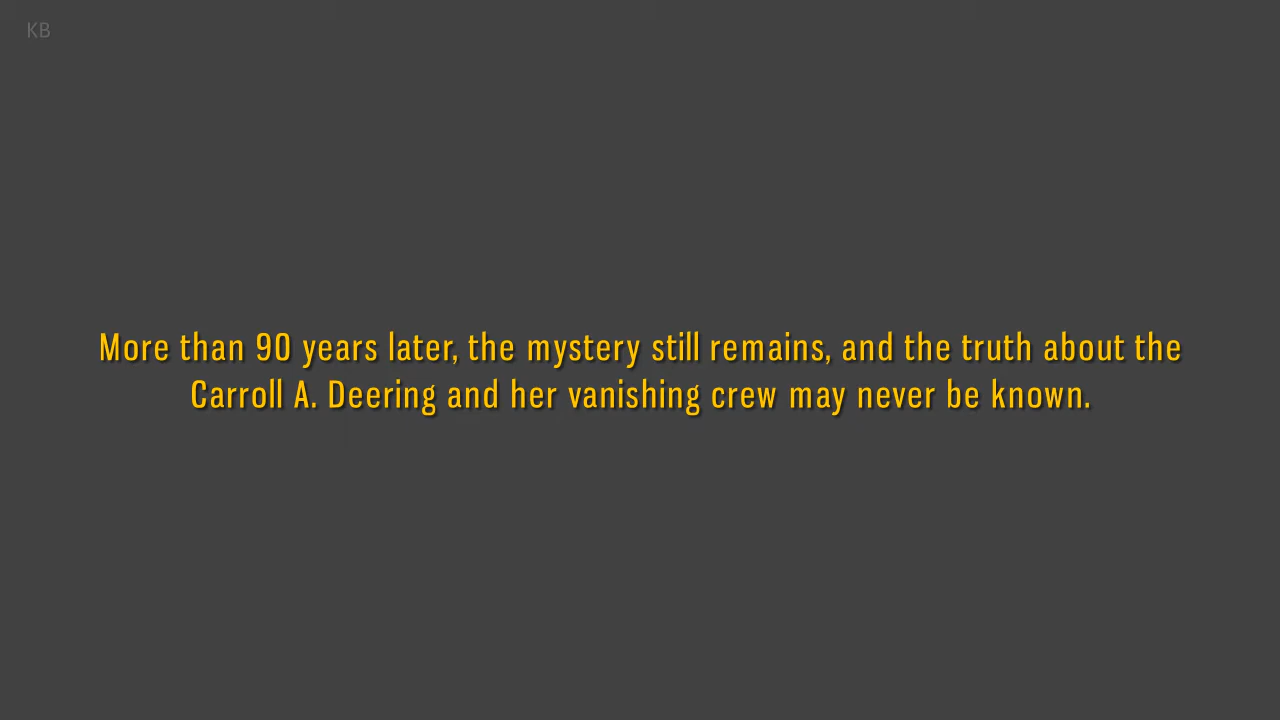 KB
More than 90 years later, the mystery still remains, and the truth about the
Carroll A. Deering and her vanishing crew may never be known.